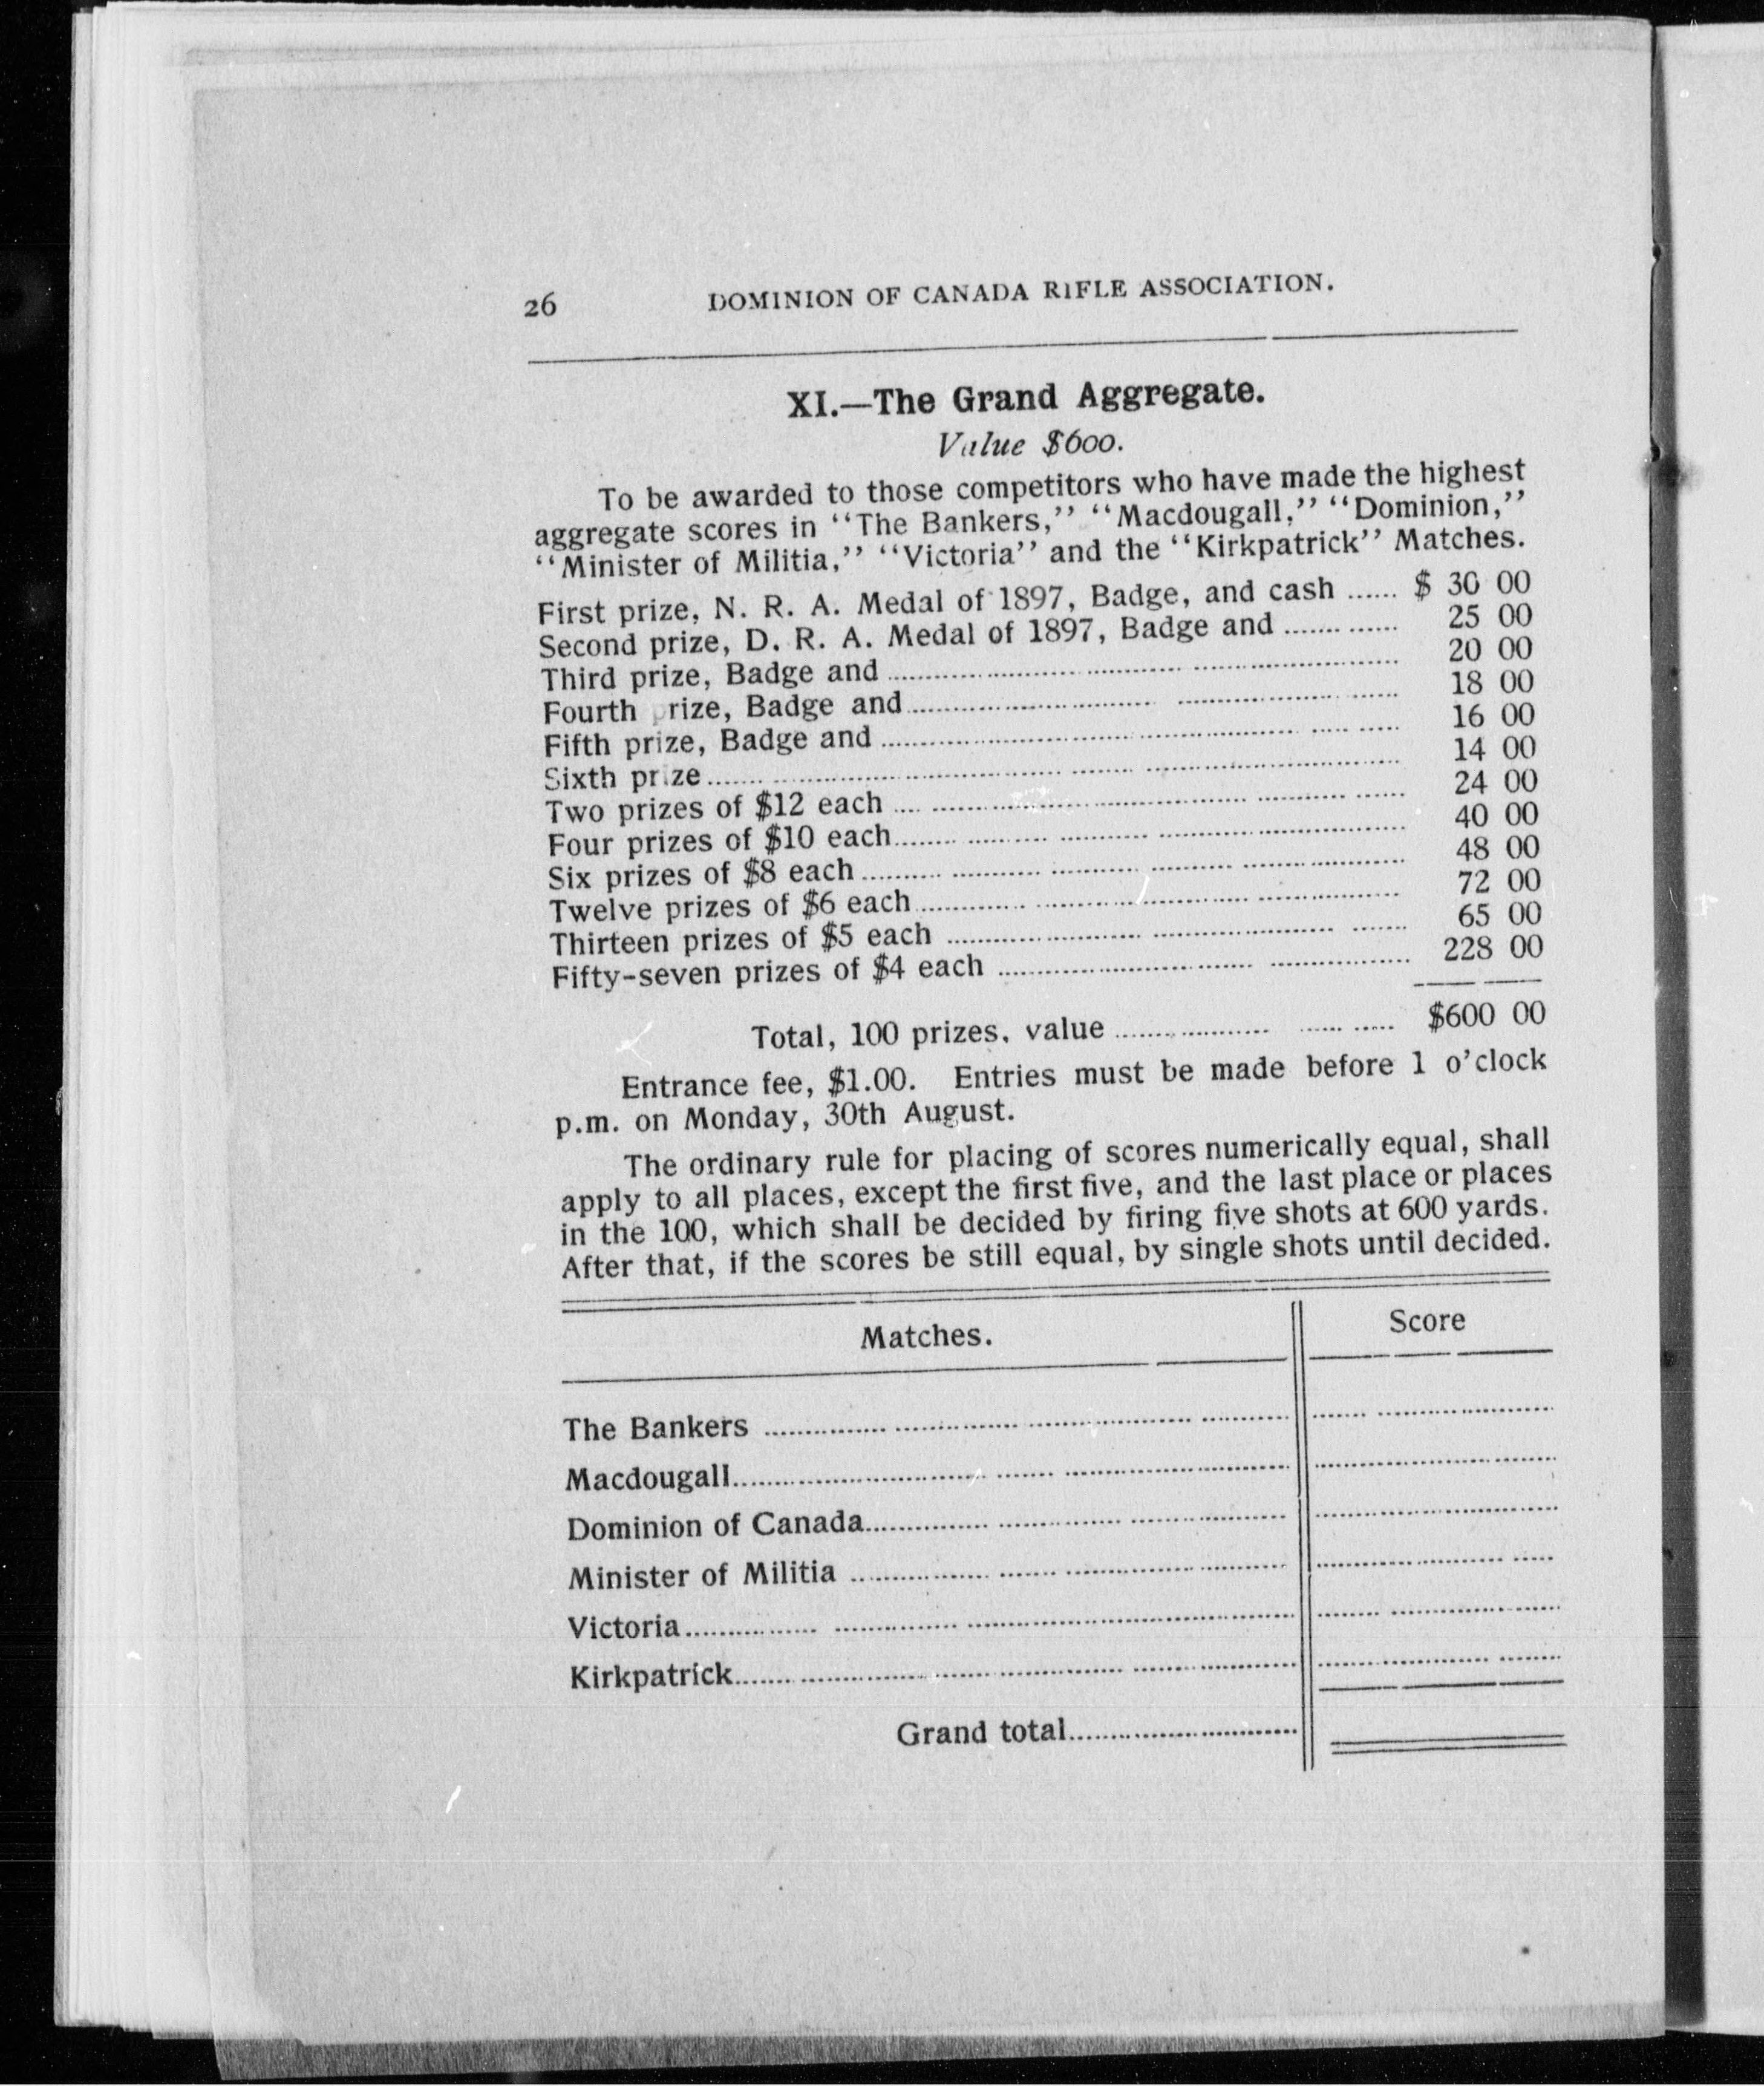 26 DOMINION OF CANADA RIFLE ASSOCIATION.
XI.—The Grand Aggregate.
Value $600.
To be awarded to those competitors who have made the highest
aggregate scores in ‘‘The Bankers,’’ ‘‘Macdougall,’’ ‘‘Dominion,’’
‘‘Minister of Militia,’’ ‘‘Victoria’’ and the ‘‘Kirkpatrick’’ Matches.
First prize, N. R. A. Medal of 1897, Badge, and cash ...... $ 30 00
Second prize, D. R. A. Medal of 1897, Badge and ............. 25 00
Third prize, Badge and ............. 20 00
Fourth prize, Badge and ............. 18 00
Fifth prize, Badge and ............. 16 00
Sixth prize ............. 14 00
Two prizes of $12 each ............. 24 00
Four prizes of $10 each ............. 40 00
Six prizes of $8 each ............. 48 00
Twelve prizes of $6 each ............. 72 00
Thirteen prizes of $5 each ............. 65 00
Fifty-seven prizes of $4 each ............. 228 00
Total, 100 prizes, value ............. $600 00
Entrance fee, $1.00. Entries must be made before 1 o’clock
p.m. on Monday, 30th August.
The ordinary rule for placing of scores numerically equal, shall
apply to all places, except the first five, and the last place or places
in the 100, which shall be decided by firing five shots at 600 yards.
After that, if the scores be still equal, by single shots until decided.
Matches. Score
The Bankers .............
Macdougall .............
Dominion of Canada .............
Minister of Militia .............
Victoria .............
Kirkpatrick .............
Grand total .............